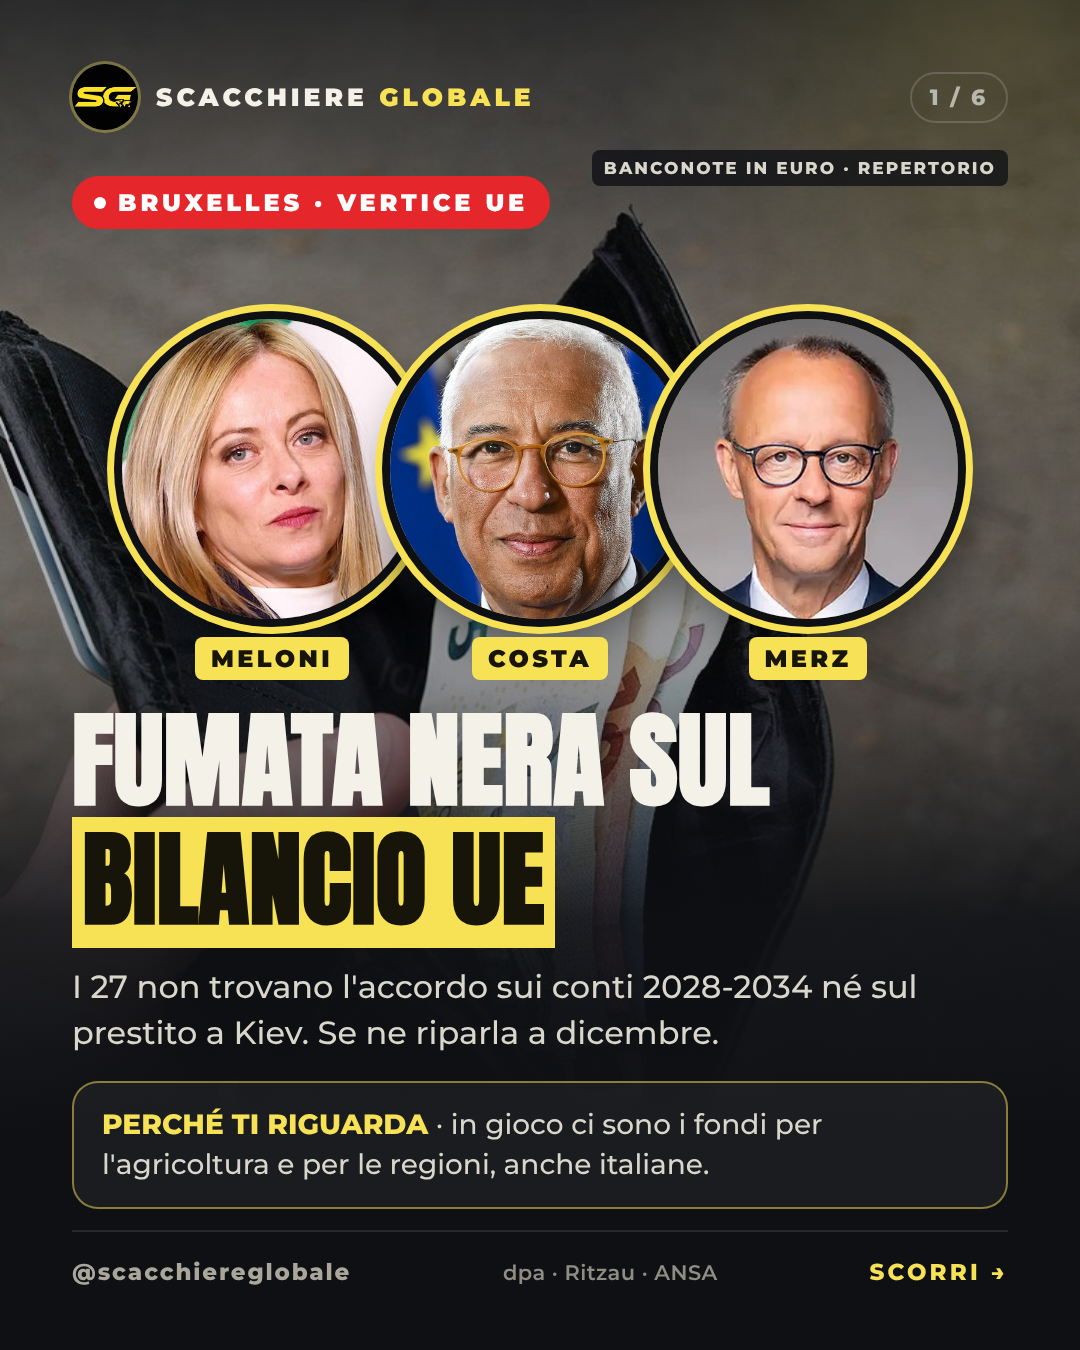 SG
SCACCHIERE GLOBALE
1 / 6
BANCONOTE IN EURO · REPERTORIO
BRUXELLES · VERTICE UE
MELONI
COSTA
MERZ
FUMATA NERA SUL
BILANCIO UE
I 27 non trovano l'accordo sui conti 2028-2034 né sul
prestito a Kiev. Se ne riparla a dicembre.
PERCHÉ TI RIGUARDA · in gioco ci sono i fondi per
l'agricoltura e per le regioni, anche italiane.
@scacchiereglobale
dpa · Ritzau · ANSA
SCORRI →